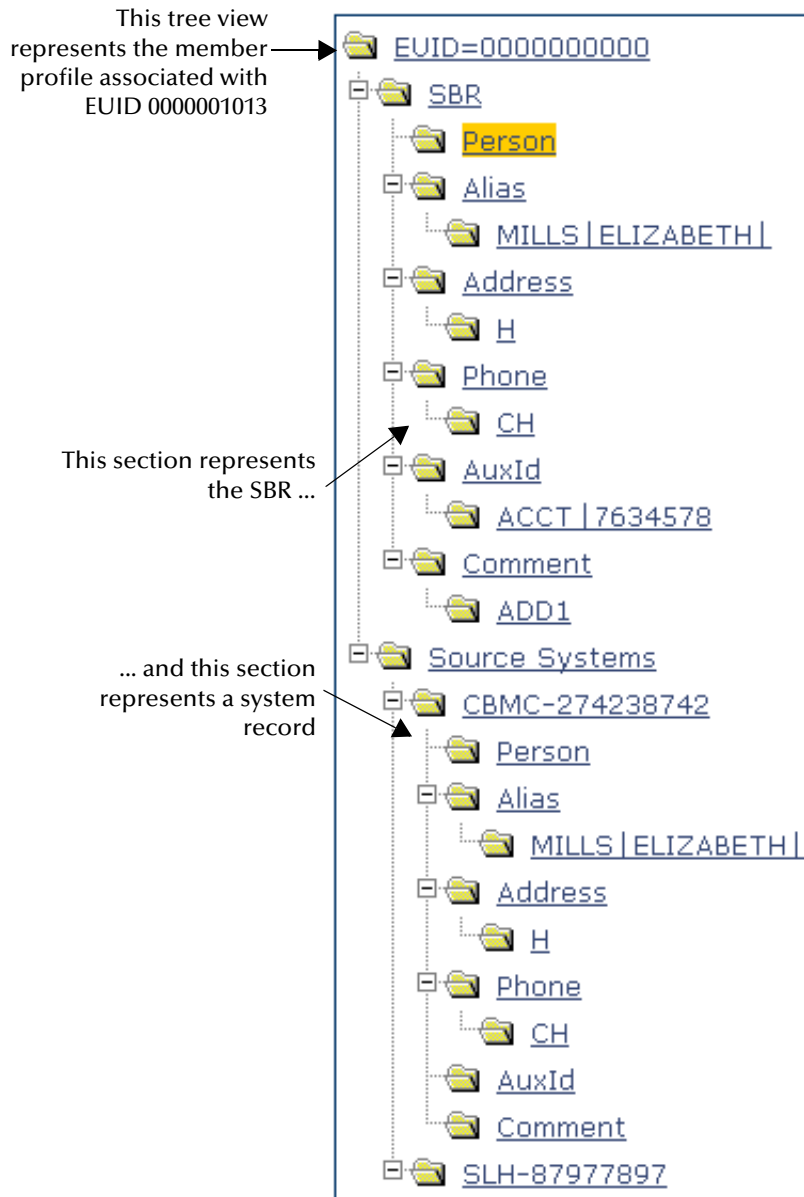 This tree view
represents the member
profile associated with
EUID 0000001013
EUID=0000000000
SBR
Person
Alias
MILLS|ELIZABETH|
Address
H
Phone
CH
This section represents
the SBR ...
AuxId
ACCT|7634578
Comment
ADD1
Source Systems
... and this section
represents a system
record
CBMC-274238742
Person
Alias
MILLS|ELIZABETH|
Address
H
Phone
CH
AuxId
Comment
SLH-87977897